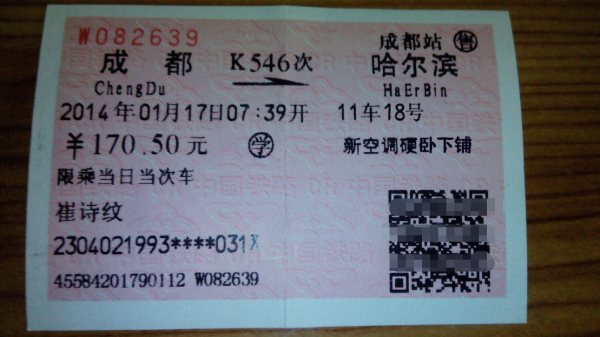 W082639 成都站 售
成都 K546次 哈尔滨
ChengDu HaErBin
2014年01月17日07:39开 11车18号
￥170.50元 学 新空调硬卧下铺
限乘当日当次车
崔诗纹
2304021993****031X
45584201790112 W082639